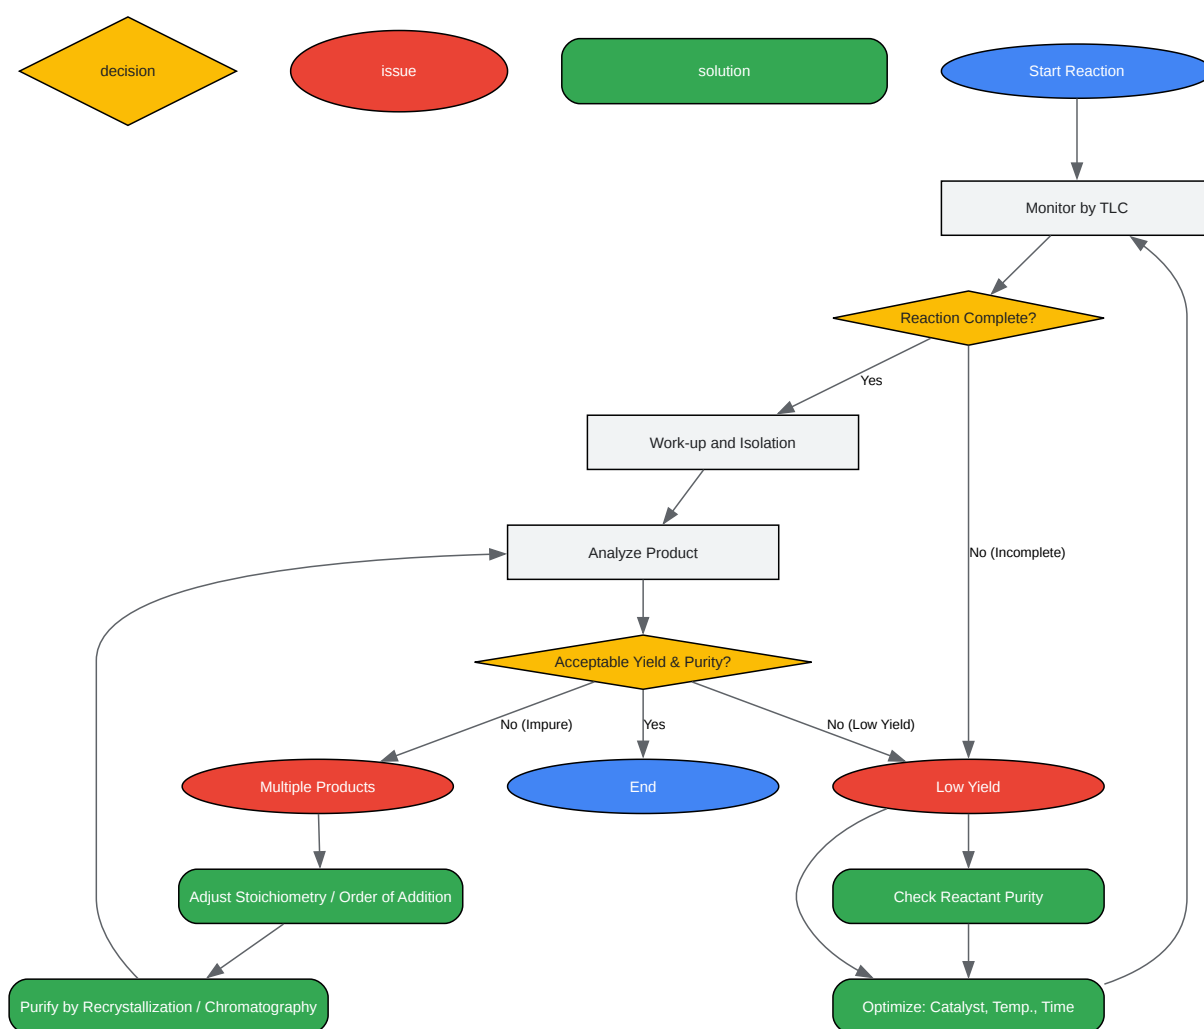 decision
issue
solution
Start Reaction
Monitor by TLC
Reaction Complete?
Yes
Work-up and Isolation
No (Incomplete)
Analyze Product
Acceptable Yield & Purity?
No (Impure)
Yes
No (Low Yield)
Multiple Products
End
Low Yield
Adjust Stoichiometry / Order of Addition
Check Reactant Purity
Purify by Recrystallization / Chromatography
Optimize: Catalyst, Temp., Time